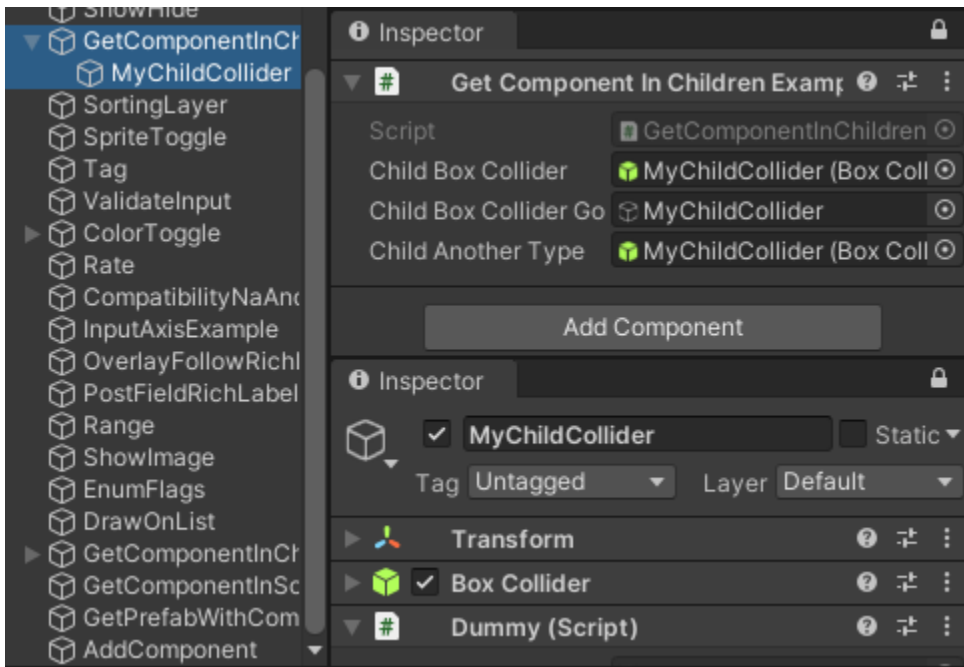 ShowHide
GetComponentInCh
MyChildCollider
SortingLayer
SpriteToggle
Tag
ValidateInput
ColorToggle
Rate
CompatibilityNaAnd
InputAxisExample
OverlayFollowRichl
PostFieldRichLabel
Range
ShowImage
EnumFlags
DrawOnList
GetComponentInCh
GetComponentInSc
GetPrefabWithCom
AddComponent
Inspector
# Get Component In Children Examp
Script # GetComponentInChildren
Child Box Collider MyChildCollider (Box Coll
Child Box Collider Go MyChildCollider
Child Another Type MyChildCollider (Box Coll
Add Component
Inspector
MyChildCollider Static
Tag Untagged Layer Default
Transform
Box Collider
# Dummy (Script)